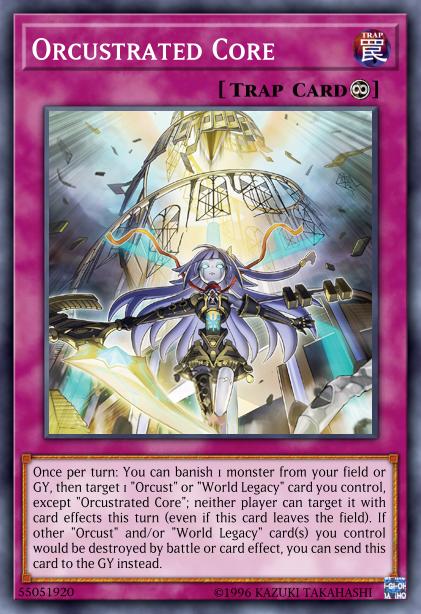 ORCUSTRATED CORE
TRAP
罠
[TRAP CARD]
Once per turn: You can banish 1 monster from your field or
GY, then target 1 "Orcust" or "World Legacy" card you control,
except "Orcustrated Core"; neither player can target it with
card effects this turn (even if this card leaves the field). If
other "Orcust" and/or "World Legacy" card(s) you control
would be destroyed by battle or card effect, you can send this
card to the GY instead.
55051920
©1996 KAZUKI TAKAHASHI